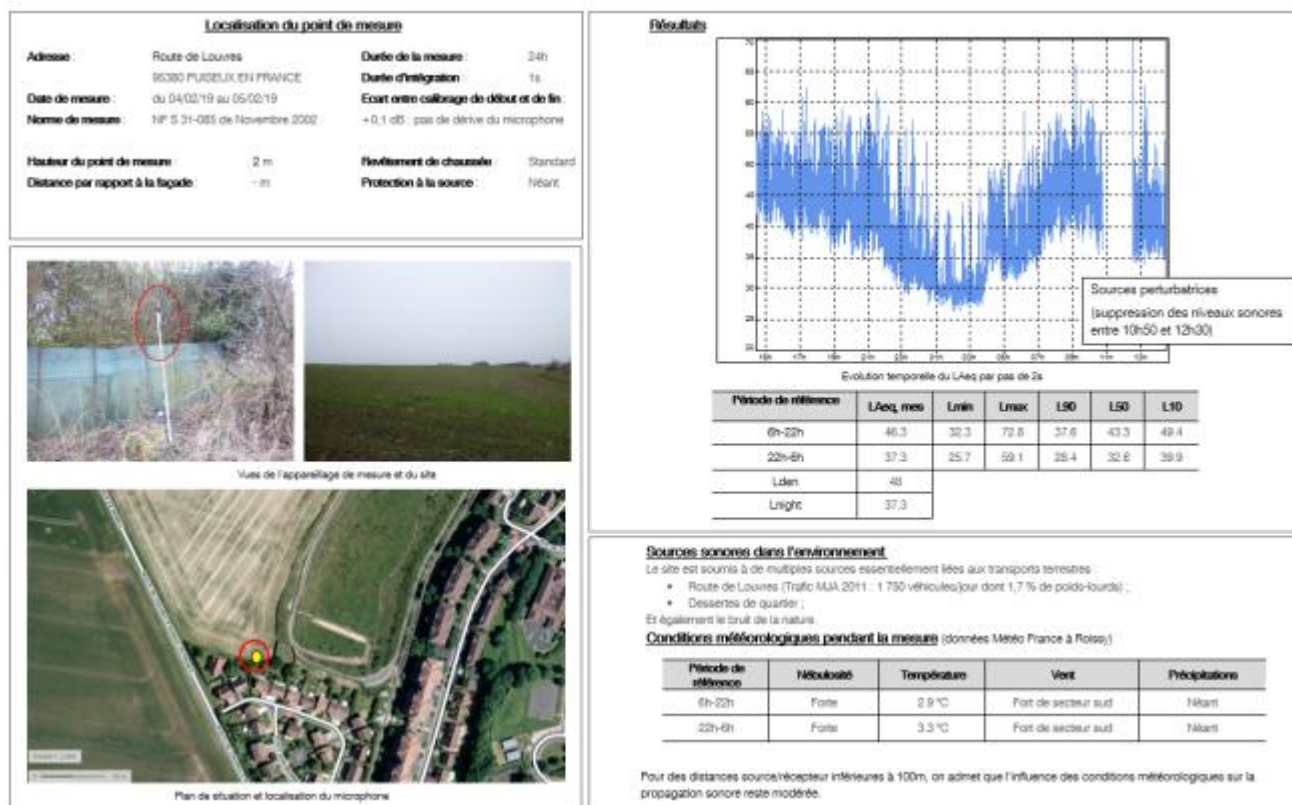 Localisation du point de mesure
Adresse : Route de Louvres
95380 PUISEUX EN FRANCE
Date de mesure : du 04/02/19 au 05/02/19
Norme de mesure : NF S 31-085 de Novembre 2002
Hauteur du point de mesure : 2 m
Distance par rapport à la façade : - m
Durée de la mesure : 24h
Durée d'intégration : 1s
Ecart entre calibrage de début et de fin :
+0,1 dB : pas de dérive du microphone
Revêtement de chaussée Standard
Protection à la source : Néant
Vues de l'appareillage de mesure et du site
Plan de situation et localisation du microphone
Résultats
70
60
40
30
20
17h
21h
01h
Sources perturbatrices
(suppression des niveaux sonores
entre 10h50 et 12h30)
Evolution temporelle du LAeq par pas de 2s
Période de référence LAeq, mes Lmin Lmax L90 L50 L10
6h-22h 46.3 32.3 72.8 37.6 43.3 49.4
22h-6h 37.3 25.7 59.1 28.4 32.6 39.9
Lden 48
Lnight 37.3
Sources sonores dans l'environnement
Le site est soumis à de multiples sources essentiellement liées aux transports terrestres :
• Route de Louvres (Trafic MJA 2011 : 1 750 véhicules/jour dont 1,7 % de poids-lourds) ;
• Dessertes de quartier ;
Et également le bruit de la nature.
Conditions météorologiques pendant la mesure (données Météo France à Roissy)
Période de référence Nébulosité Température Vent Précipitations
6h-22h Forte 2.9 °C Fort de secteur sud Néant
22h-6h Forte 3.3 °C Fort de secteur sud Néant
Pour des distances source/récepteur inférieures à 100m, on admet que l'influence des conditions météorologiques sur la
propagation sonore reste modérée.